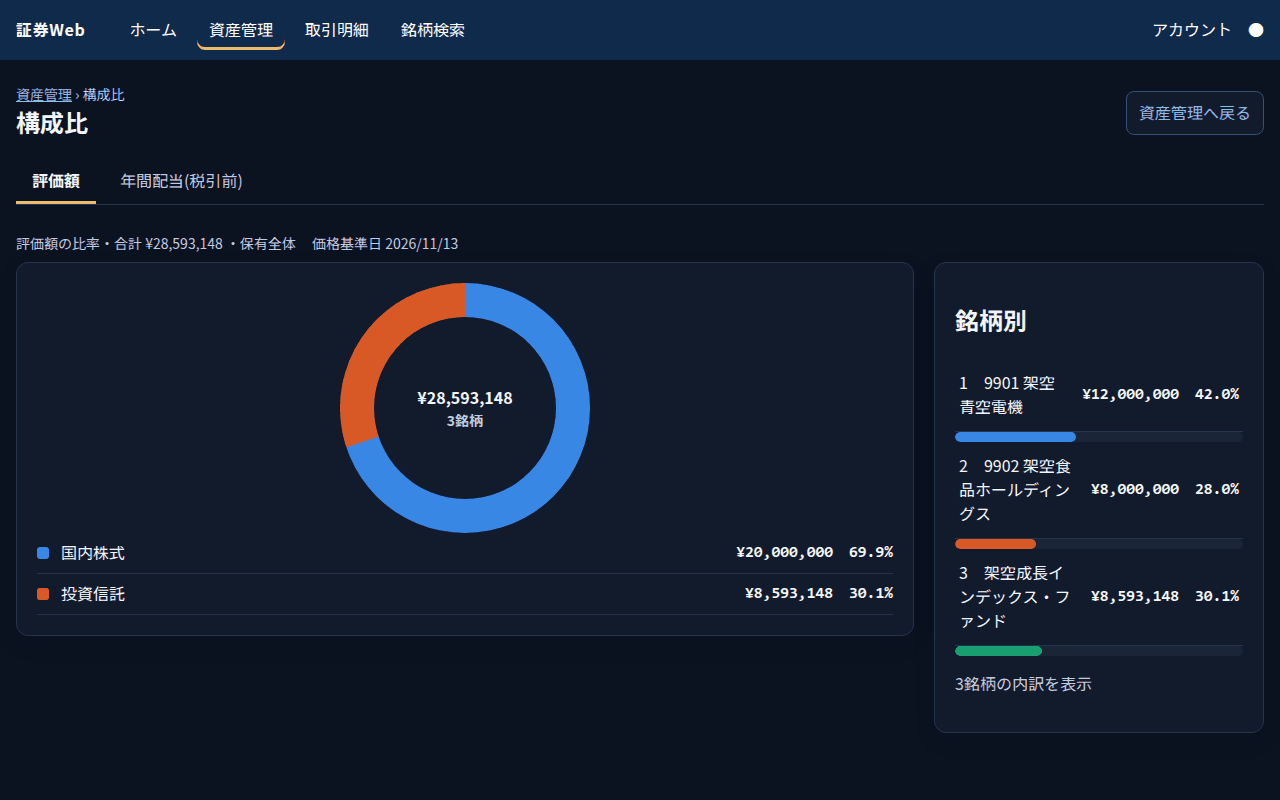 証券Web ホーム 資産管理 取引明細 銘柄検索 アカウント
資産管理 › 構成比
構成比
資産管理へ戻る
評価額 年間配当(税引前)
評価額の比率・合計 ¥28,593,148 ・保有全体 価格基準日 2026/11/13
¥28,593,148
3銘柄
国内株式 ¥20,000,000 69.9%
投資信託 ¥8,593,148 30.1%
銘柄別
1 9901 架空
青空電機 ¥12,000,000 42.0%
2 9902 架空食
品ホールディン ¥8,000,000 28.0%
グス
3 架空成長イ
ンデックス・フ ¥8,593,148 30.1%
ァンド
3銘柄の内訳を表示